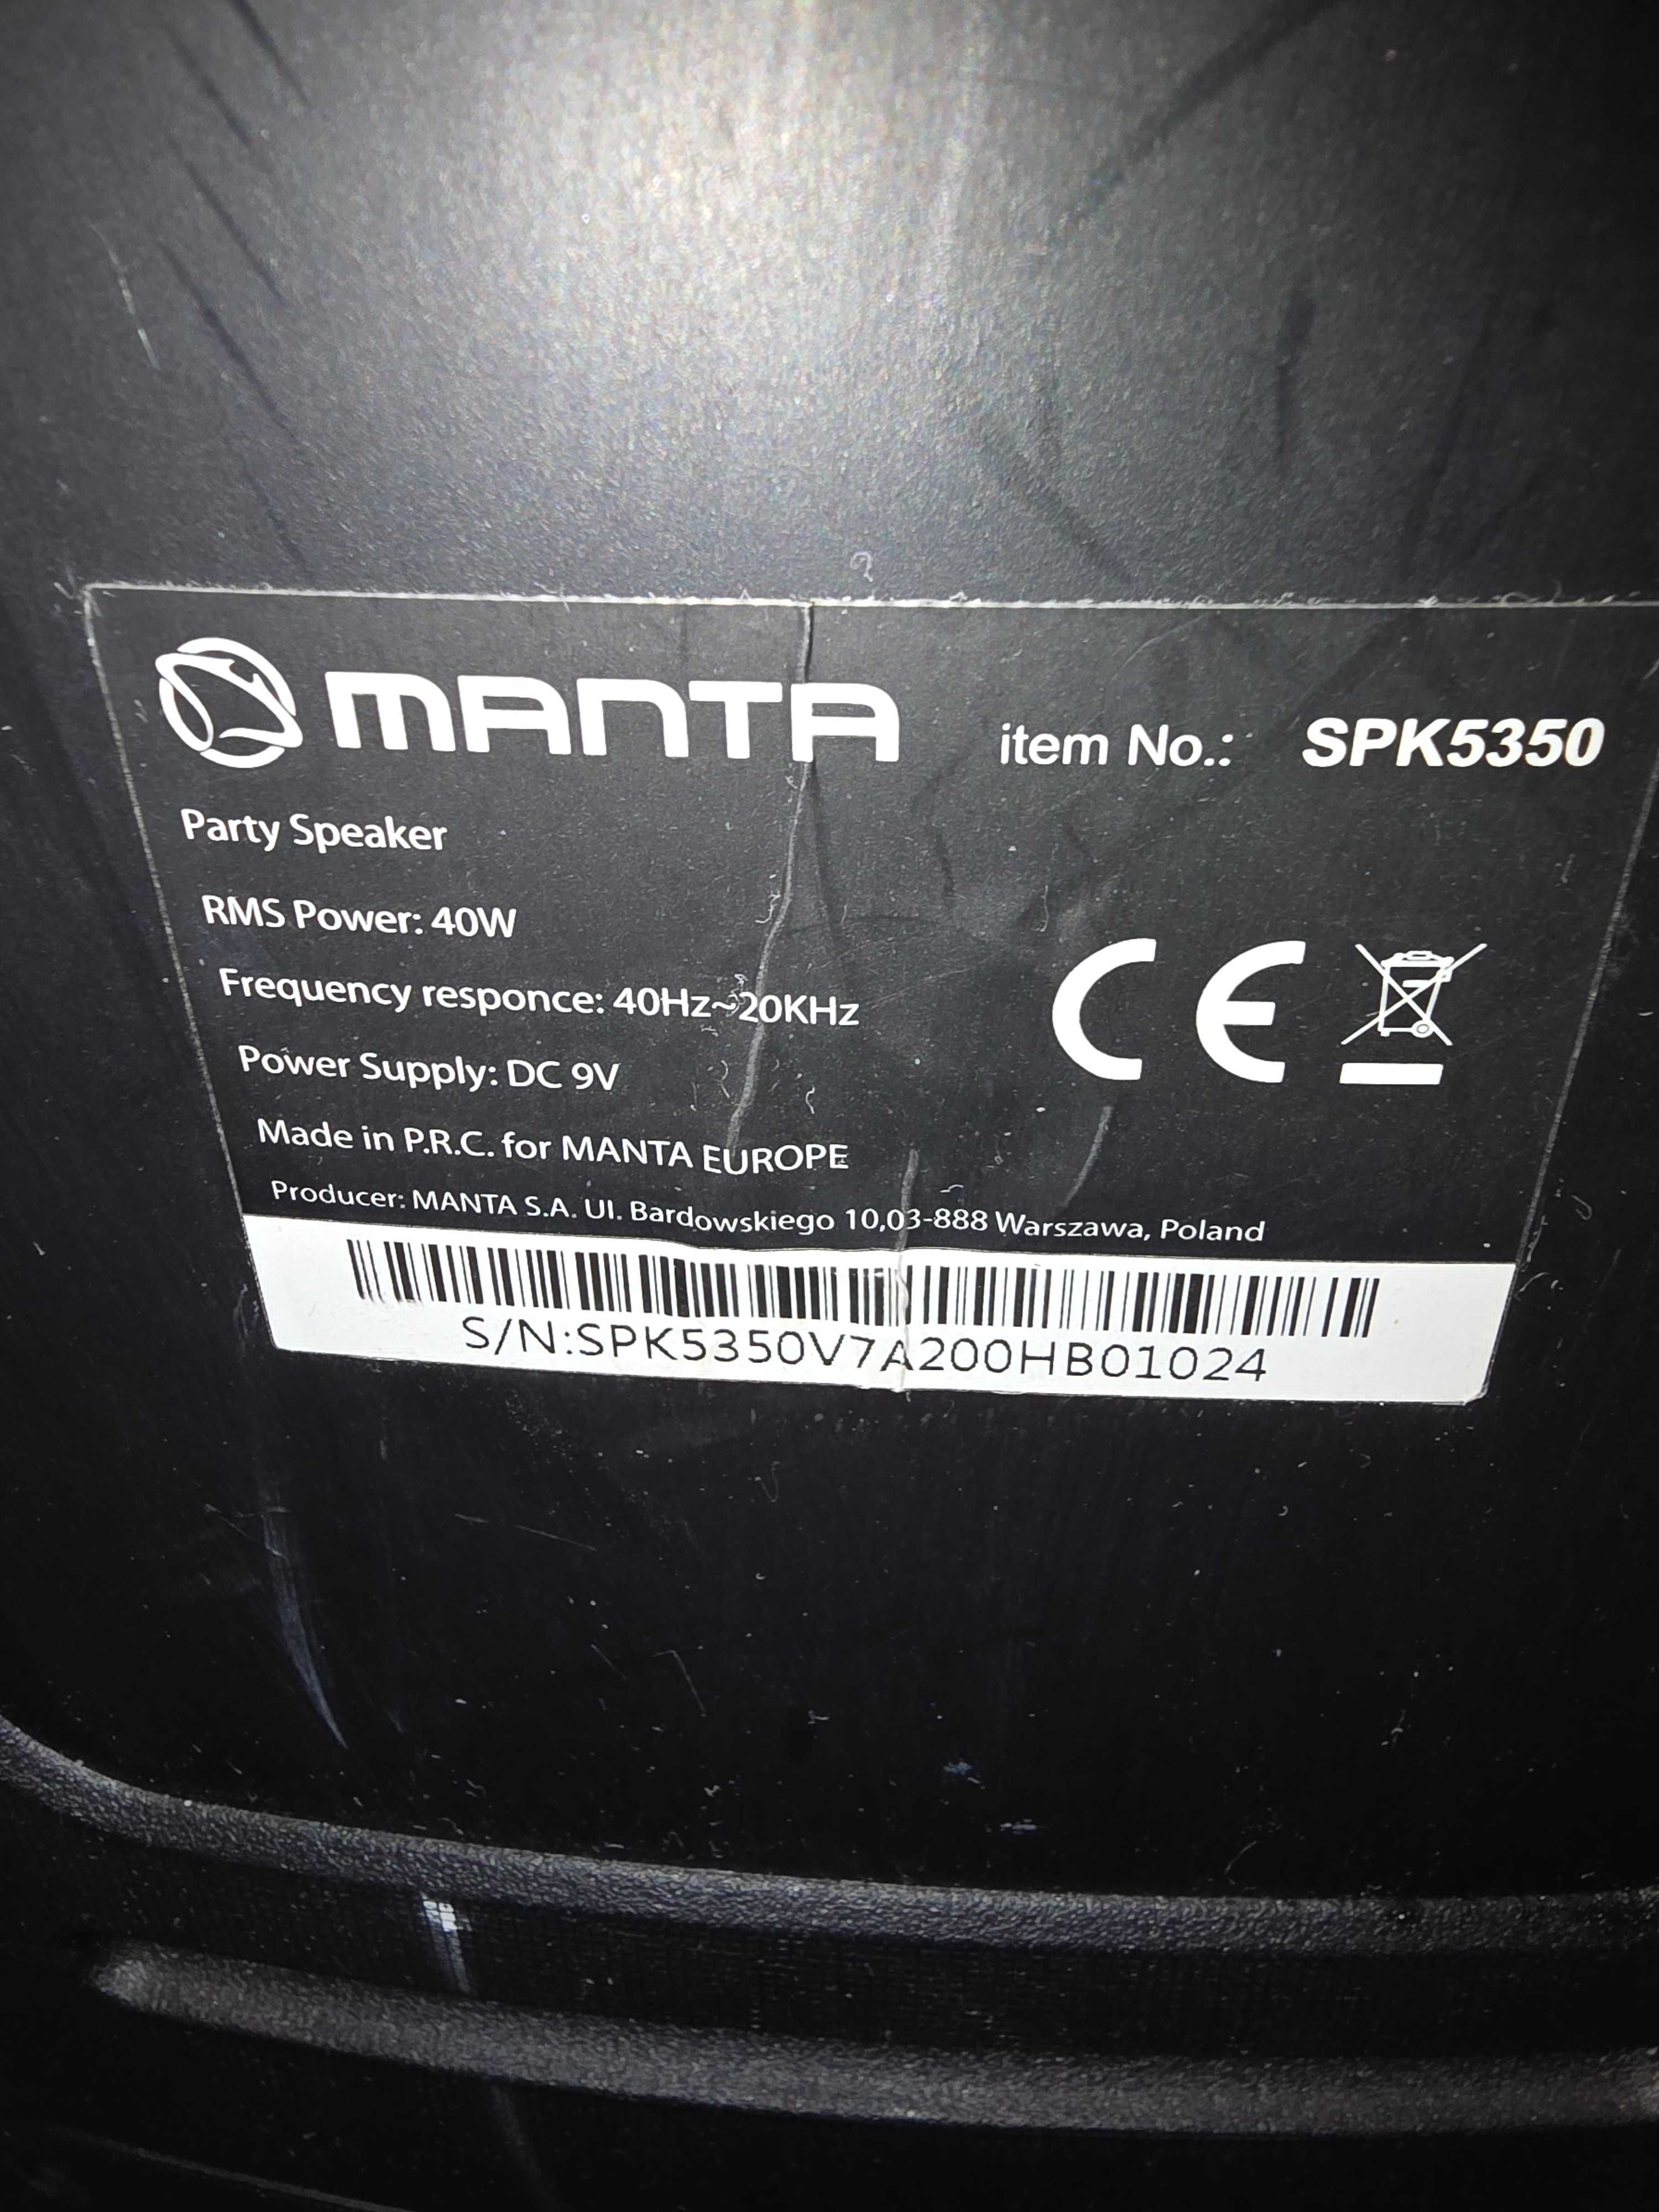 MANTA item No.: SPK5350
Party Speaker
RMS Power: 40W
Frequency responce: 40Hz~20KHz
Power Supply: DC 9V
Made in P.R.C. for MANTA EUROPE
Producer: MANTA S.A. Ul. Bardowskiego 10,03-888 Warszawa, Poland
S/N:SPK5350V7A200HB01024